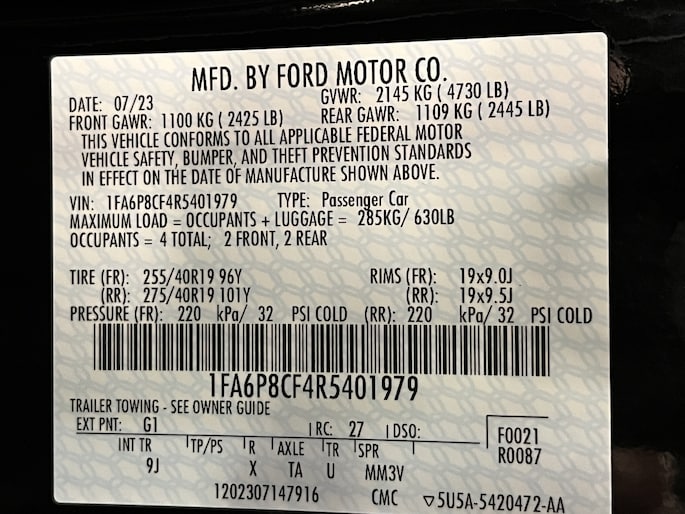 MFD. BY FORD MOTOR CO.
DATE: 07/23 GVWR: 2145 KG ( 4730 LB)
FRONT GAWR: 1100 KG ( 2425 LB) REAR GAWR: 1109 KG ( 2445 LB)
THIS VEHICLE CONFORMS TO ALL APPLICABLE FEDERAL MOTOR
VEHICLE SAFETY, BUMPER, AND THEFT PREVENTION STANDARDS
IN EFFECT ON THE DATE OF MANUFACTURE SHOWN ABOVE.
VIN: 1FA6P8CF4R5401979 TYPE: Passenger Car
MAXIMUM LOAD = OCCUPANTS + LUGGAGE = 285KG/ 630LB
OCCUPANTS = 4 TOTAL; 2 FRONT, 2 REAR
TIRE (FR): 255/40R19 96Y RIMS (FR): 19x9.0J
(RR): 275/40R19 101Y (RR): 19x9.5J
PRESSURE (FR): 220 kPa/ 32 PSI COLD (RR): 220 kPa/ 32 PSI COLD
1FA6P8CF4R5401979
TRAILER TOWING - SEE OWNER GUIDE
EXT PNT: G1 RC: 27 DSO: F0021
INT TR TP/PS R AXLE TR SPR R0087
9J X TA U MM3V
1202307147916 CMC ▽5U5A-5420472-AA